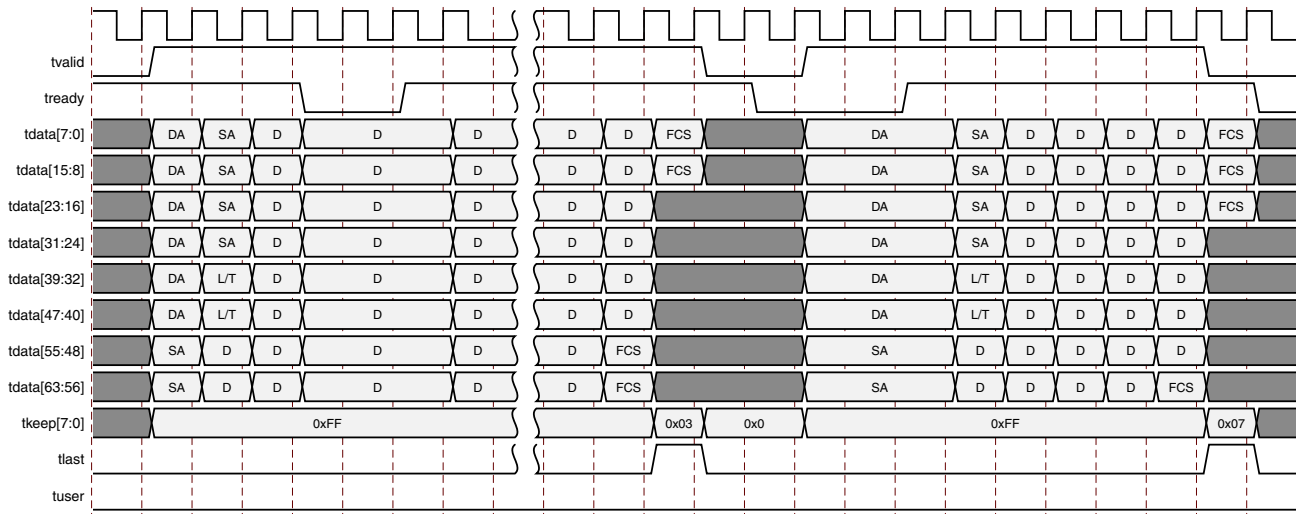 tvalid
tready
tdata[7:0] DA SA D D D D D FCS DA SA D D D D FCS
tdata[15:8] DA SA D D D D D FCS DA SA D D D D FCS
tdata[23:16] DA SA D D D D D DA SA D D D D FCS
tdata[31:24] DA SA D D D D D DA SA D D D D
tdata[39:32] DA L/T D D D D D DA L/T D D D D
tdata[47:40] DA L/T D D D D D DA L/T D D D D
tdata[55:48] SA D D D D D FCS SA D D D D D
tdata[63:56] SA D D D D D FCS SA D D D D FCS
tkeep[7:0] 0xFF 0x03 0x0 0xFF 0x07
tlast
tuser